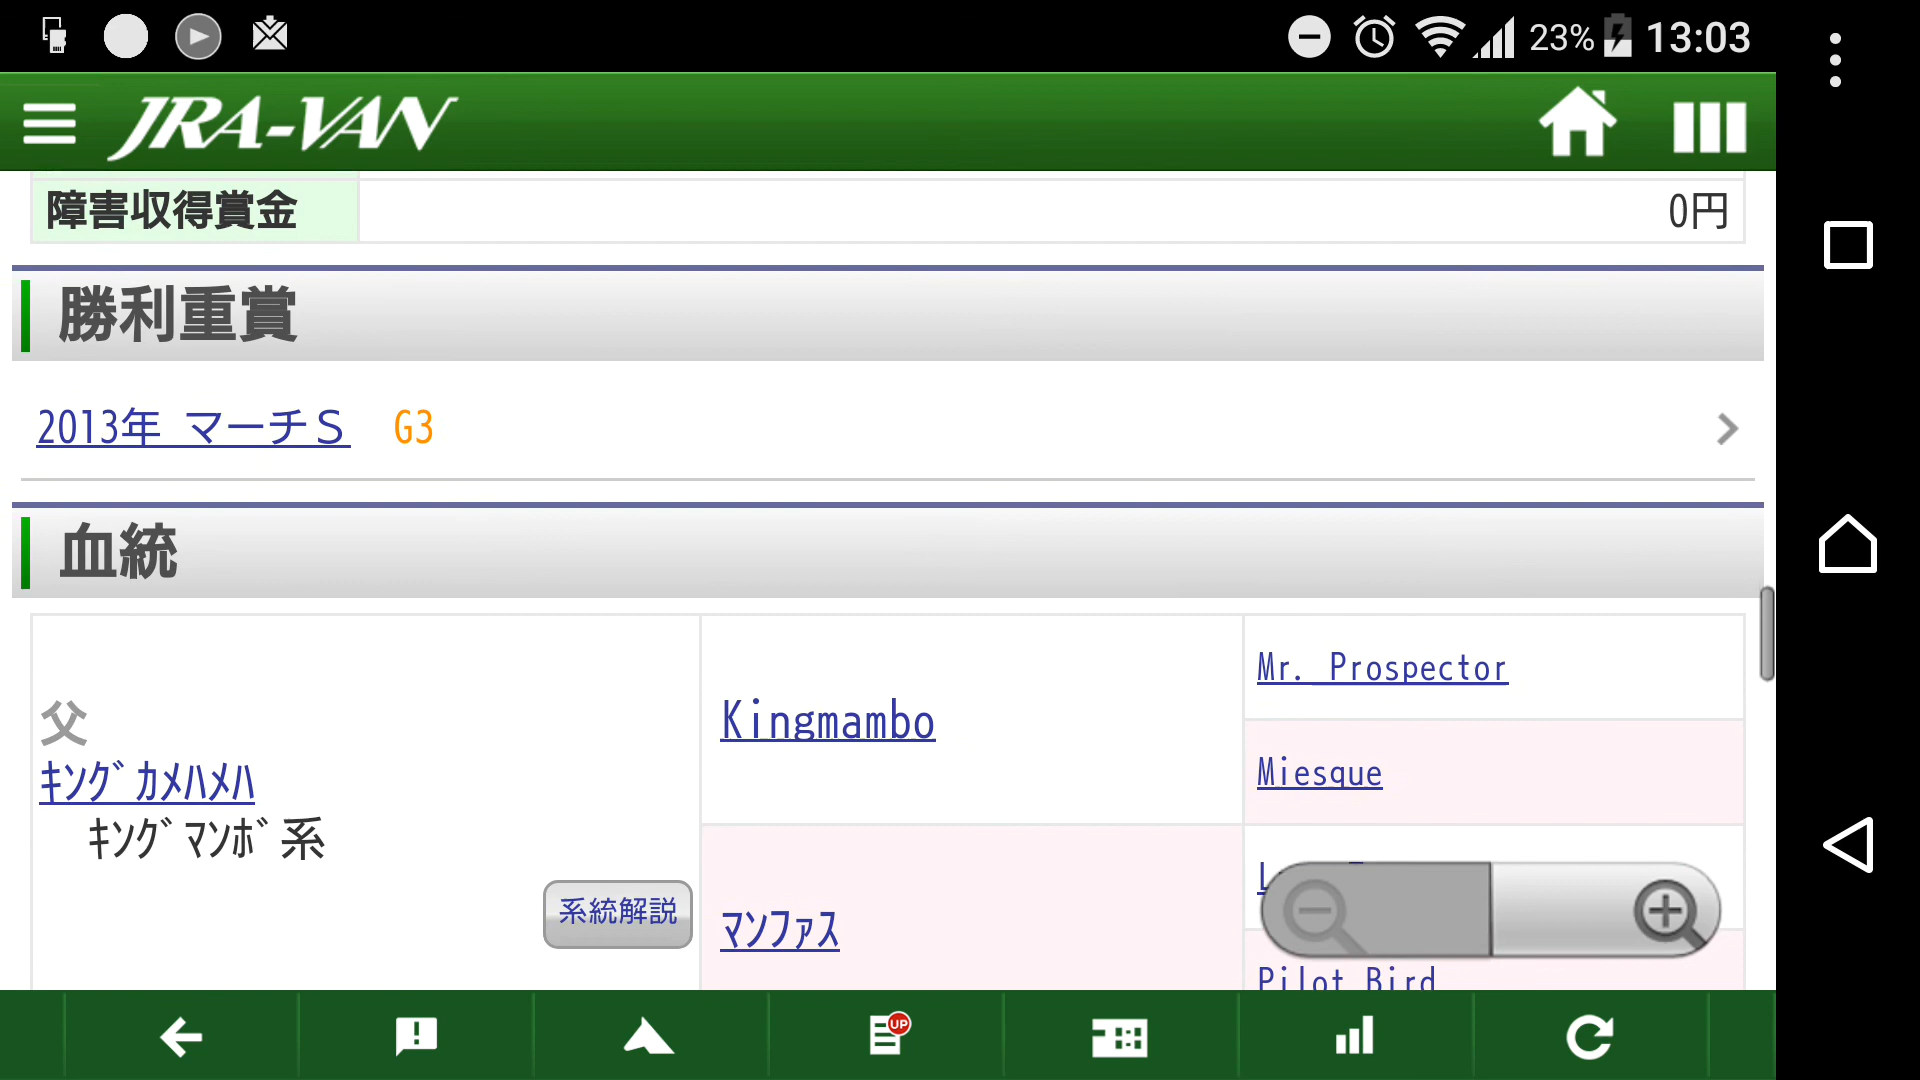 23% 13:03
JRA-VAN
障害収得賞金 0円
勝利重賞
2013年 マーチＳ G3
血統
父
ｷﾝｸﾞｶﾒﾊﾒﾊ
ｷﾝｸﾞﾏﾝﾎﾞ系
系統解説
Kingmambo
ﾏﾝﾌｧｽ
Mr. Prospector
Miesque
Pilot Bird
UP